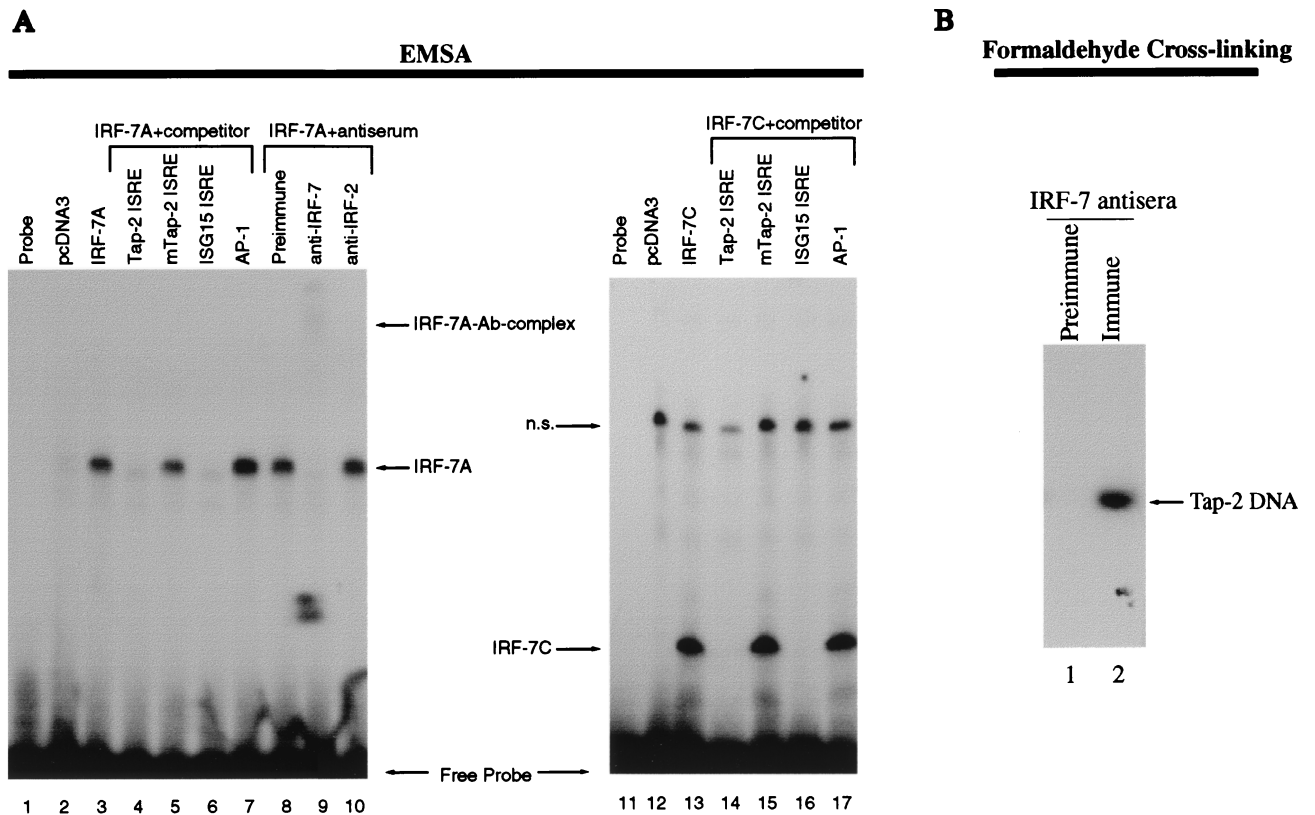 A
EMSA
IRF-7A+competitor
IRF-7A+antiserum
Probe
pcDNA3
IRF-7A
Tap-2 ISRE
mTap-2 ISRE
ISG15 ISRE
AP-1
Preimmune
anti-IRF-7
anti-IRF-2
IRF-7A-Ab-complex
n.s.
IRF-7A
IRF-7C
Free Probe
1 2 3 4 5 6 7 8 9 10
IRF-7C+competitor
Probe
pcDNA3
IRF-7C
Tap-2 ISRE
mTap-2 ISRE
ISG15 ISRE
AP-1
11 12 13 14 15 16 17
B
Formaldehyde Cross-linking
IRF-7 antisera
Preimmune
Immune
Tap-2 DNA
1 2